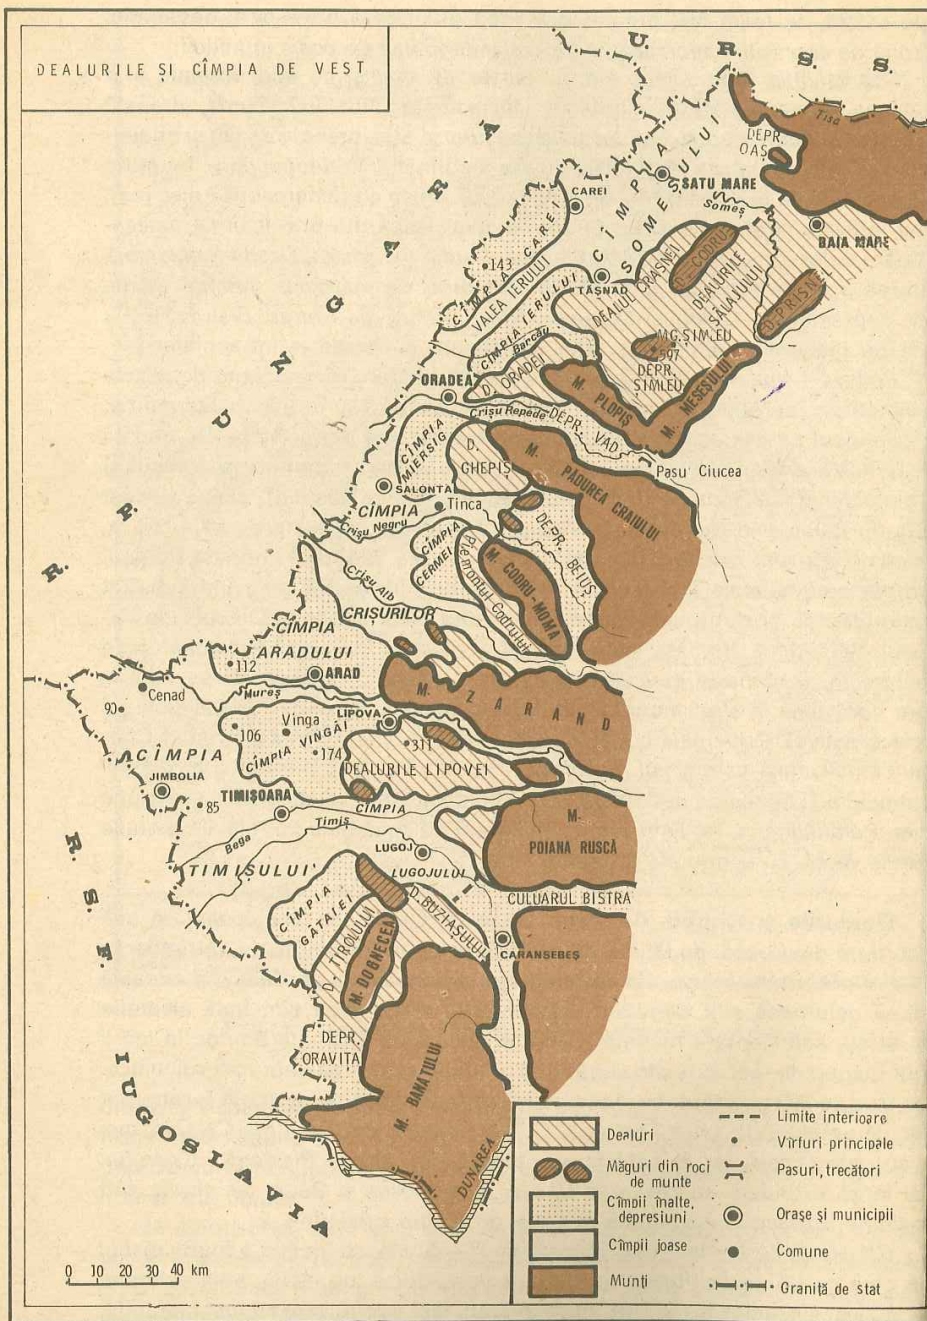 DEALURILE ȘI CÎMPIA DE VEST
U. R. S. S.
R. P. UNGARĂ
R. S. F. IUGOSLAVIA
Tisa
DEPR.
OAȘ
SATU MARE
CAREI
Someș
BAIA MARE
CÎMPIA
SOMEȘULUI
CÎMPIA CAREI
143
VALEA IERULUI
CÎMPIA IERULUI
TĂȘNAD
DEALUL CRASNEI
DEALURILE
SĂLAJULUI
D-PRISNEL
MG.ȘIMLEU
597
DEPR.
ȘIMLEU
Barcău
D. ORADEI
ORADEA
M.
PLOPIȘ
M. MESEȘULUI
Crișu Repede
DEPR. VAD
Pasu Ciucea
CÎMPIA
MIERSIG
D.
GHEPIȘ
M.
PĂDUREA CRAIULUI
SALONTA
CÎMPIA
Tinca
Crișu Negru
CÎMPIA
CERMEI
DEPR.
BEIUȘ
Piemontul Codrului
M. CODRU-MOMA
Crișu Alb
CRIȘURILOR
CÎMPIA
ARADULUI
112
ARAD
M. ZĂRAND
Cenad
90
Mureș
LIPOVA
106
Vinga
CÎMPIA VINGĂI
174
311
DEALURILE LIPOVEI
CÎMPIA
JIMBOLIA
85
TIMIȘOARA
CÎMPIA
Timiș
Bega
LUGOJ
LUGOJULUI
M.
POIANA RUSCĂ
TIMIȘULUI
CULUARUL BISTRA
CÎMPIA
GĂTAIEI
D. TIROLULUI
D. BUZIAȘULUI
M. DOGNECEA
CARANSEBEȘ
DEPR.
ORAVIȚA
M. BANATULUI
DUNĂREA
Dealuri
Măguri din roci
de munte
Cîmpii înalte,
depresiuni
Cîmpii joase
Munți
Limite interioare
Vîrfuri principale
Pasuri, trecători
Orașe și municipii
Comune
Graniță de stat
0 10 20 30 40 km